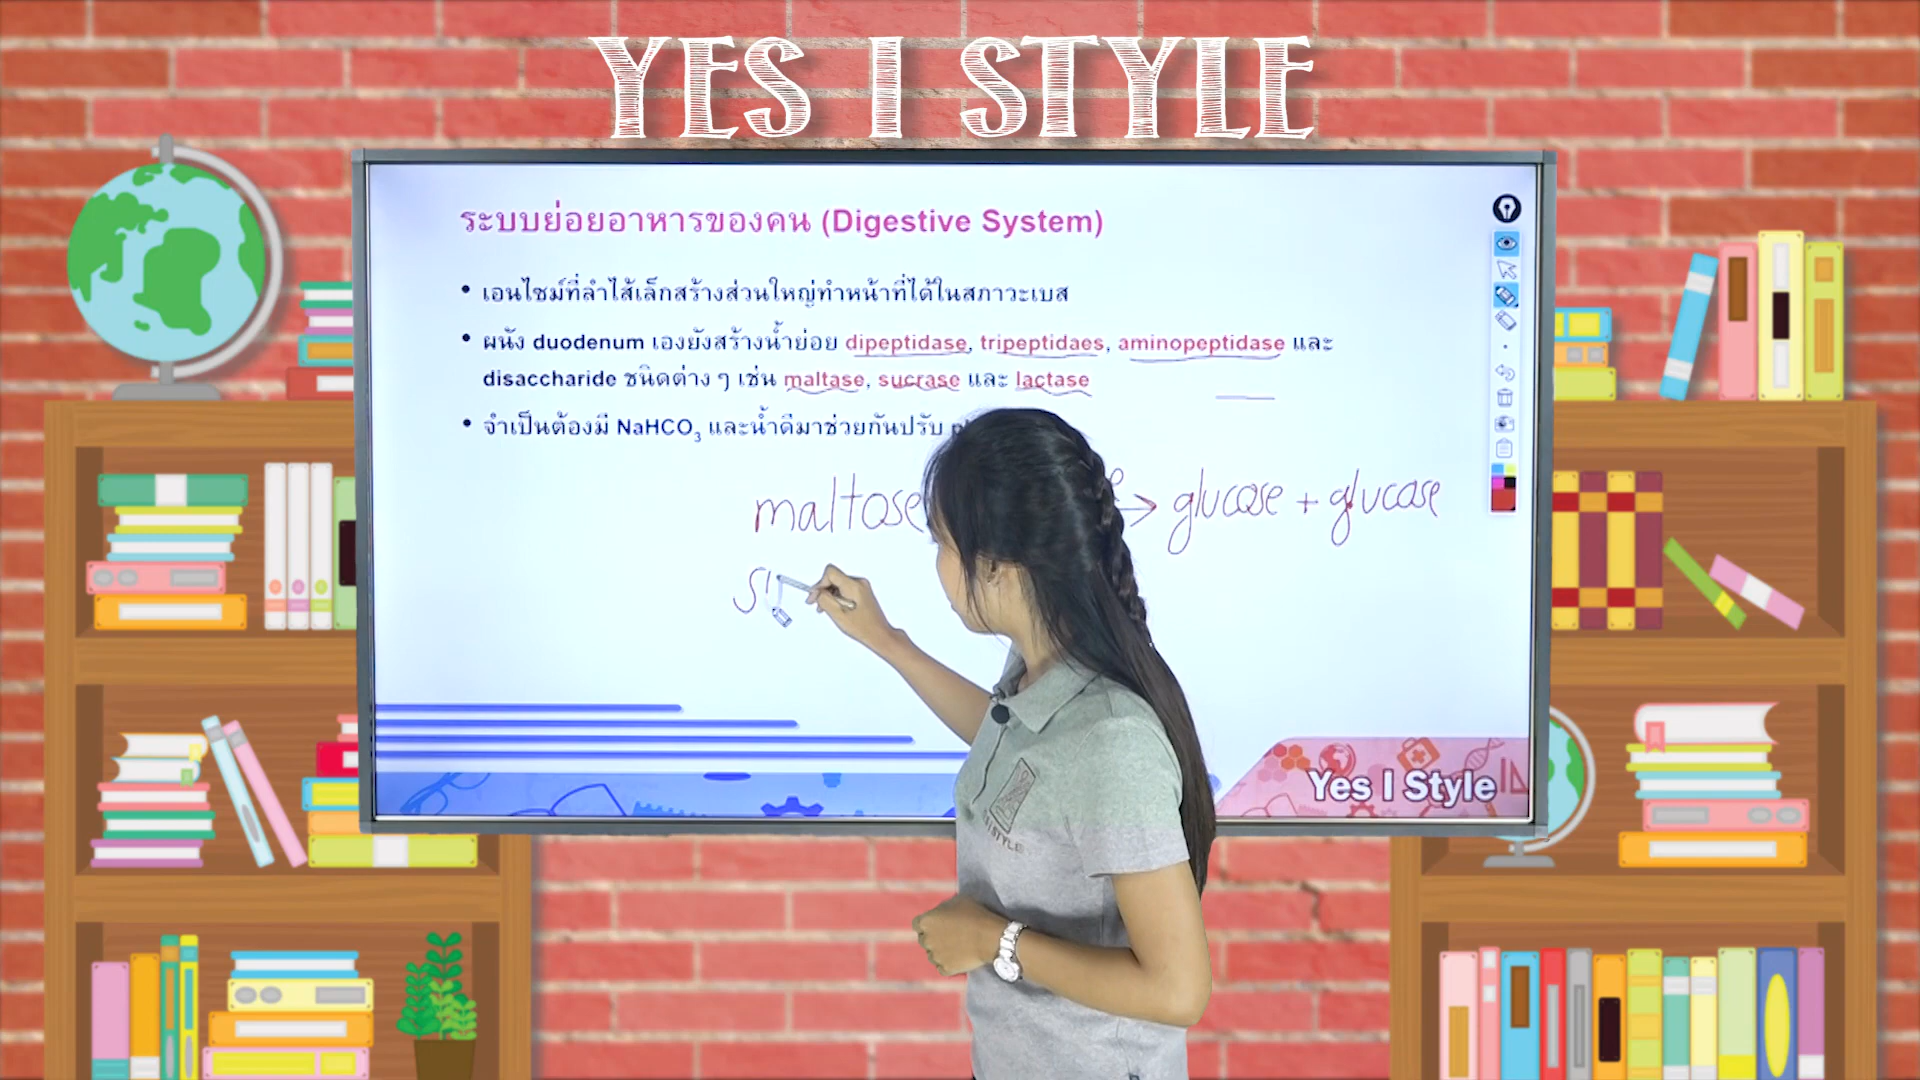 YES I STYLE
ระบบย่อยอาหารของคน (Digestive System)
• เอนไซม์ที่ลำไส้เล็กสร้างส่วนใหญ่ทำหน้าที่ได้ในสภาวะเบส
• ผนัง duodenum เองยังสร้างน้ำย่อย dipeptidase, tripeptidaes, aminopeptidase และ
disaccharide ชนิดต่าง ๆ เช่น maltase, sucrase และ lactase
• จำเป็นต้องมี NaHCO3 และน้ำดีมาช่วยกันปรับ
maltose → glucose + glucose
Yes I Style